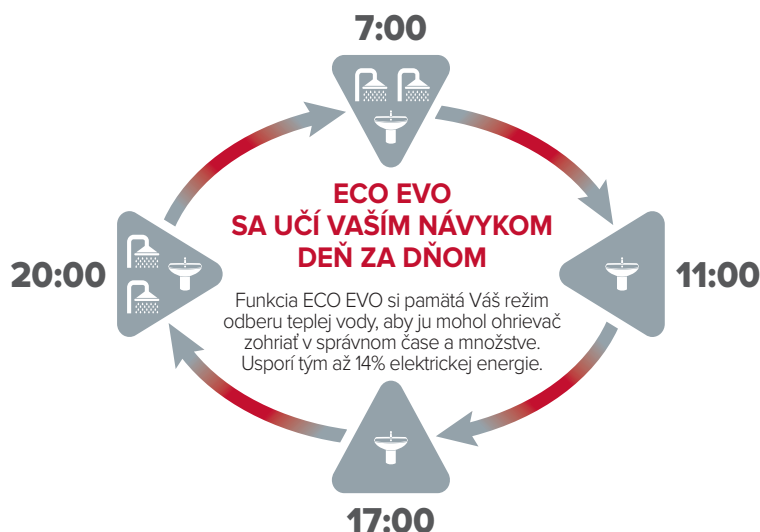 7:00
ECO EVO
SA UČÍ VAŠÍM NÁVYKOM
DEŇ ZA DŇOM
20:00
11:00
Funkcia ECO EVO si pamätá Váš režim
odberu teplej vody, aby ju mohol ohrievač
zohriať v správnom čase a množstve.
Usporí tým až 14% elektrickej energie.
17:00